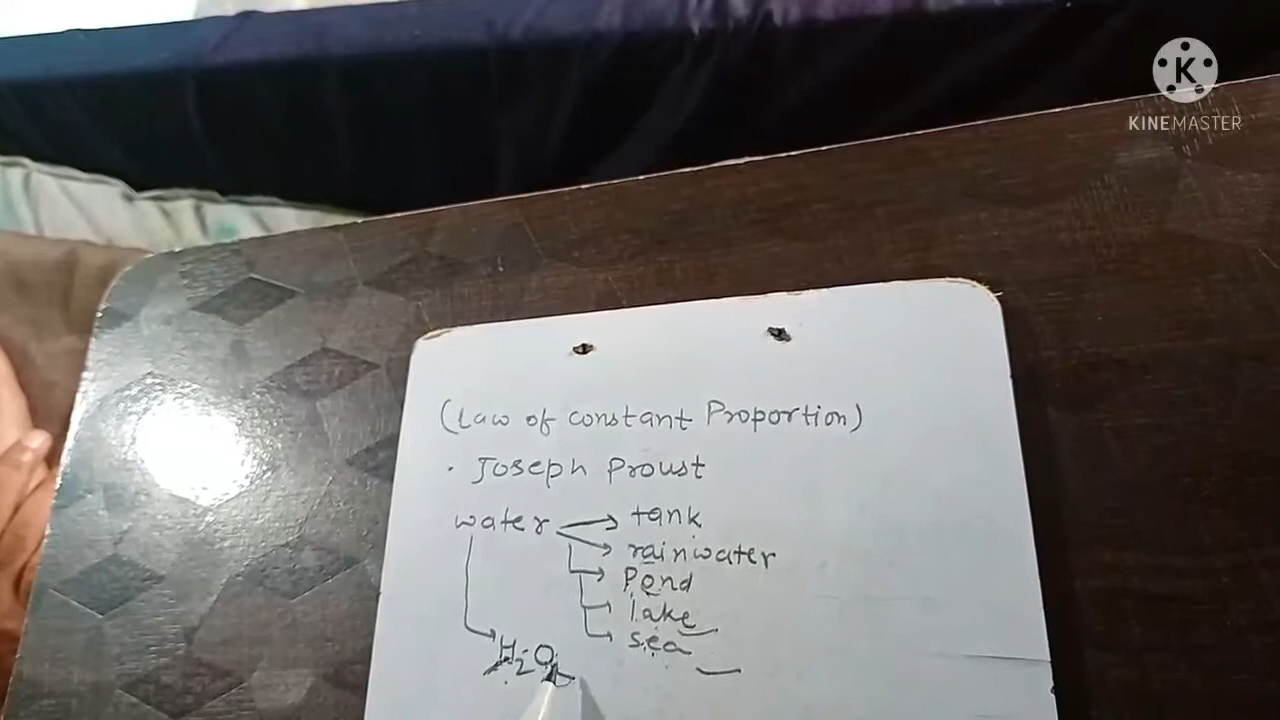 K
KINEMASTER
(Law of constant Proportion)
• Joseph Proust
water → tank
→ rainwater
→ Pond
→ lake
→ sea
→ H₂O